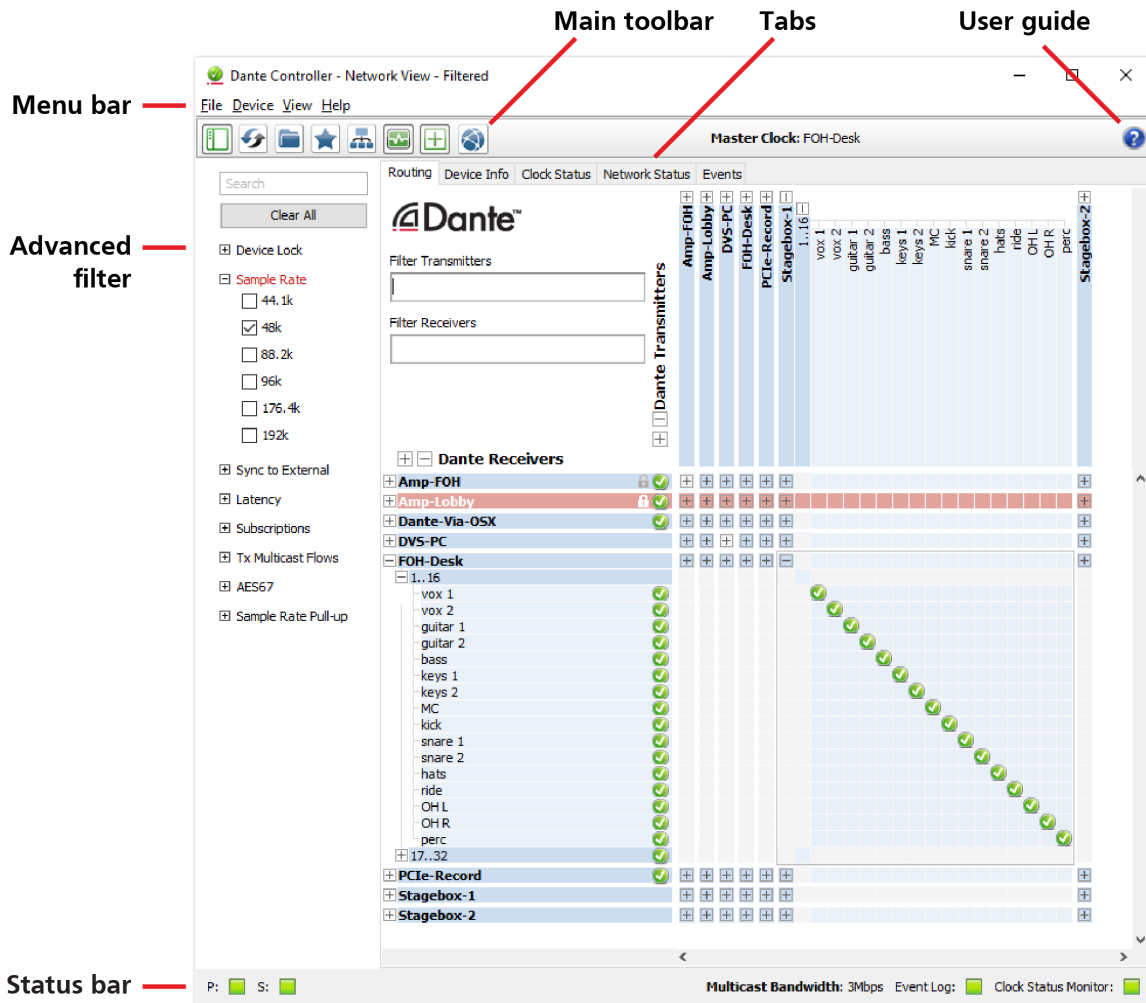 Main toolbar Tabs User guide
Dante Controller - Network View - Filtered
Menu bar
File Device View Help
Master Clock: FOH-Desk
Search
Clear All
Advanced
filter
Device Lock
Sample Rate
44.1k
48k
88.2k
96k
176.4k
192k
Sync to External
Latency
Subscriptions
Tx Multicast Flows
AES67
Sample Rate Pull-up
Routing Device Info Clock Status Network Status Events
Dante™
Filter Transmitters
Filter Receivers
Dante Transmitters
Amp-FOH
Amp-Lobby
DVS-PC
FOH-Desk
PCIe-Record
Stagebox-1
1..16
vox 1
vox 2
guitar 1
guitar 2
bass
keys 1
keys 2
MC
kick
snare 1
snare 2
hats
ride
OH L
OH R
perc
Stagebox-2
Dante Receivers
Amp-FOH
Amp-Lobby
Dante-Via-OSX
DVS-PC
FOH-Desk
1..16
vox 1
vox 2
guitar 1
guitar 2
bass
keys 1
keys 2
MC
kick
snare 1
snare 2
hats
ride
OH L
OH R
perc
17..32
PCIe-Record
Stagebox-1
Stagebox-2
Status bar
P: S: Multicast Bandwidth: 3Mbps Event Log: Clock Status Monitor: